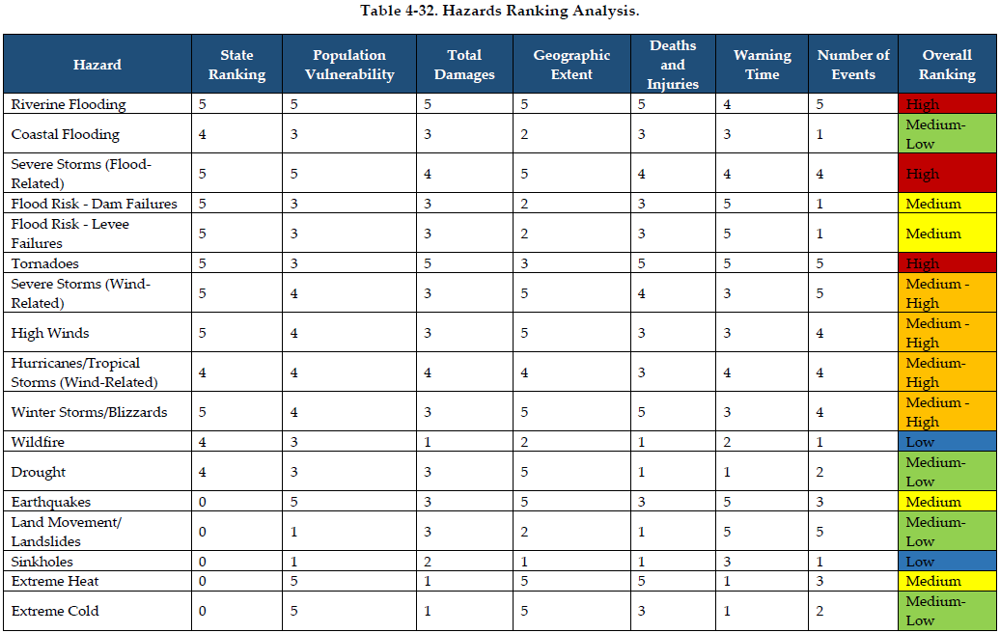 Table 4-32. Hazards Ranking Analysis.
Hazard State Ranking Population Vulnerability Total Damages Geographic Extent Deaths and Injuries Warning Time Number of Events Overall Ranking
Riverine Flooding 5 5 5 5 5 4 5 High
Coastal Flooding 4 3 3 2 3 3 1 Medium-Low
Severe Storms (Flood-Related) 5 5 4 5 4 4 4 High
Flood Risk - Dam Failures 5 3 3 2 3 5 1 Medium
Flood Risk - Levee Failures 5 3 3 2 3 5 1 Medium
Tornadoes 5 3 5 3 5 5 5 High
Severe Storms (Wind-Related) 5 4 3 5 4 3 5 Medium - High
High Winds 5 4 3 5 3 3 4 Medium - High
Hurricanes/Tropical Storms (Wind-Related) 4 4 4 4 3 4 4 Medium-High
Winter Storms/Blizzards 5 4 3 5 5 3 4 Medium - High
Wildfire 4 3 1 2 1 2 1 Low
Drought 4 3 3 5 1 1 2 Medium-Low
Earthquakes 0 5 3 5 3 5 3 Medium
Land Movement/ Landslides 0 1 3 2 1 5 5 Medium-Low
Sinkholes 0 1 2 1 1 3 1 Low
Extreme Heat 0 5 1 5 5 1 3 Medium
Extreme Cold 0 5 1 5 3 1 2 Medium-Low